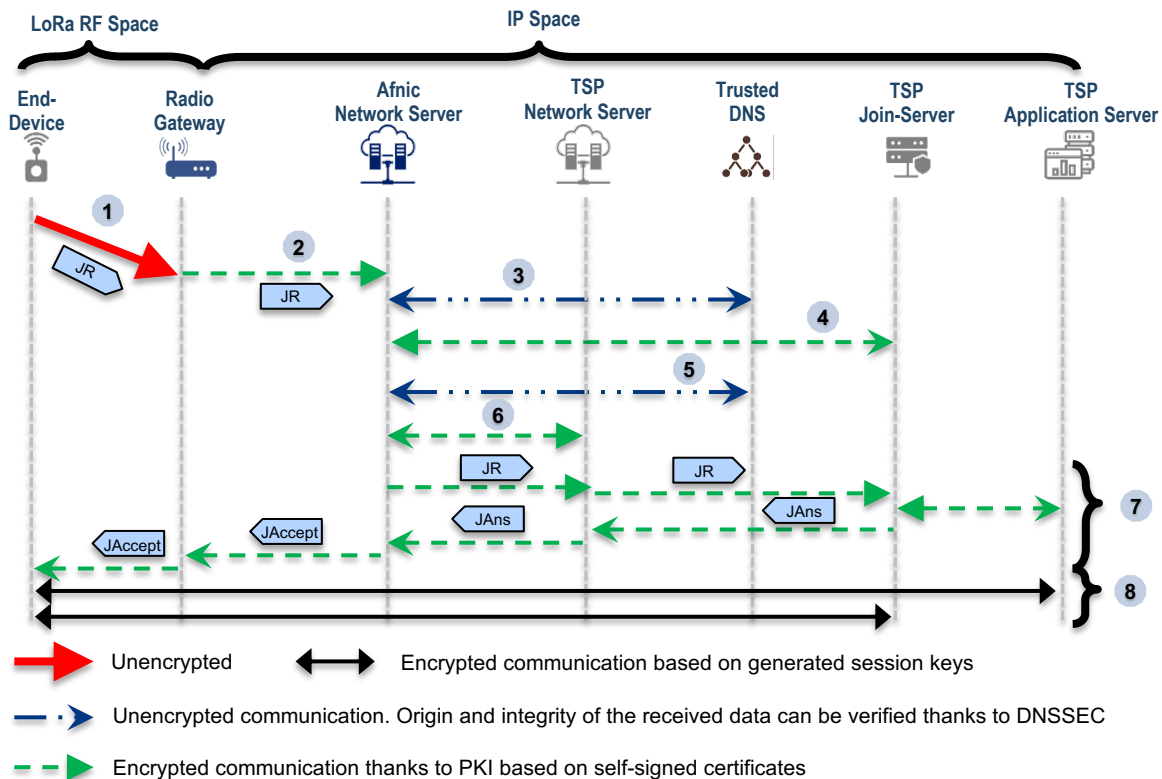 LoRa RF Space
IP Space
End-
Device
Radio
Gateway
Afnic
Network Server
TSP
Network Server
Trusted
DNS
TSP
Join-Server
TSP
Application Server
1
JR
2
JR
3
4
5
6
JR
JR
JAns
JAns
7
JAccept
JAccept
8
Unencrypted
Encrypted communication based on generated session keys
Unencrypted communication. Origin and integrity of the received data can be verified thanks to DNSSEC
Encrypted communication thanks to PKI based on self-signed certificates